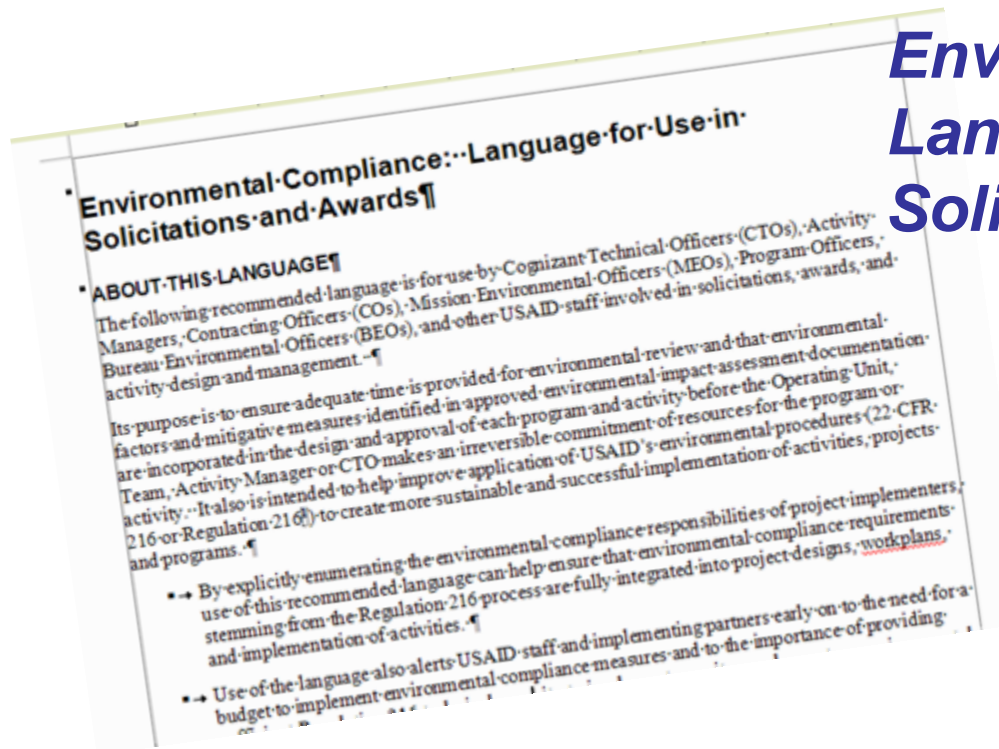 Env
Lan
Soli
Environmental Compliance: Language for Use in
Solicitations and Awards¶
ABOUT THIS LANGUAGE¶
The following recommended language is for use by Cognizant Technical Officers (CTOs), Activity
Managers, Contracting Officers (COs), Mission Environmental Officers (MEOs), Program Officers,
Bureau Environmental Officers (BEOs), and other USAID staff involved in solicitations, awards, and
activity design and management. ¶
Its purpose is to ensure adequate time is provided for environmental review and that environmental
factors and mitigative measures identified in approved environmental impact assessment documentation
are incorporated in the design and approval of each program and activity before the Operating Unit,
Team, Activity Manager or CTO makes an irreversible commitment of resources for the program or
activity. It also is intended to help improve application of USAID's environmental procedures (22 CFR
216 or Regulation 216) to create more sustainable and successful implementation of activities, projects
and programs. ¶
By explicitly enumerating the environmental compliance responsibilities of project implementers,
use of this recommended language can help ensure that environmental compliance requirements
stemming from the Regulation 216 process are fully integrated into project designs, workplans,
and implementation of activities. ¶
Use of the language also alerts USAID staff and implementing partners early on to the need for a
budget to implement environmental compliance measures and to the importance of providing